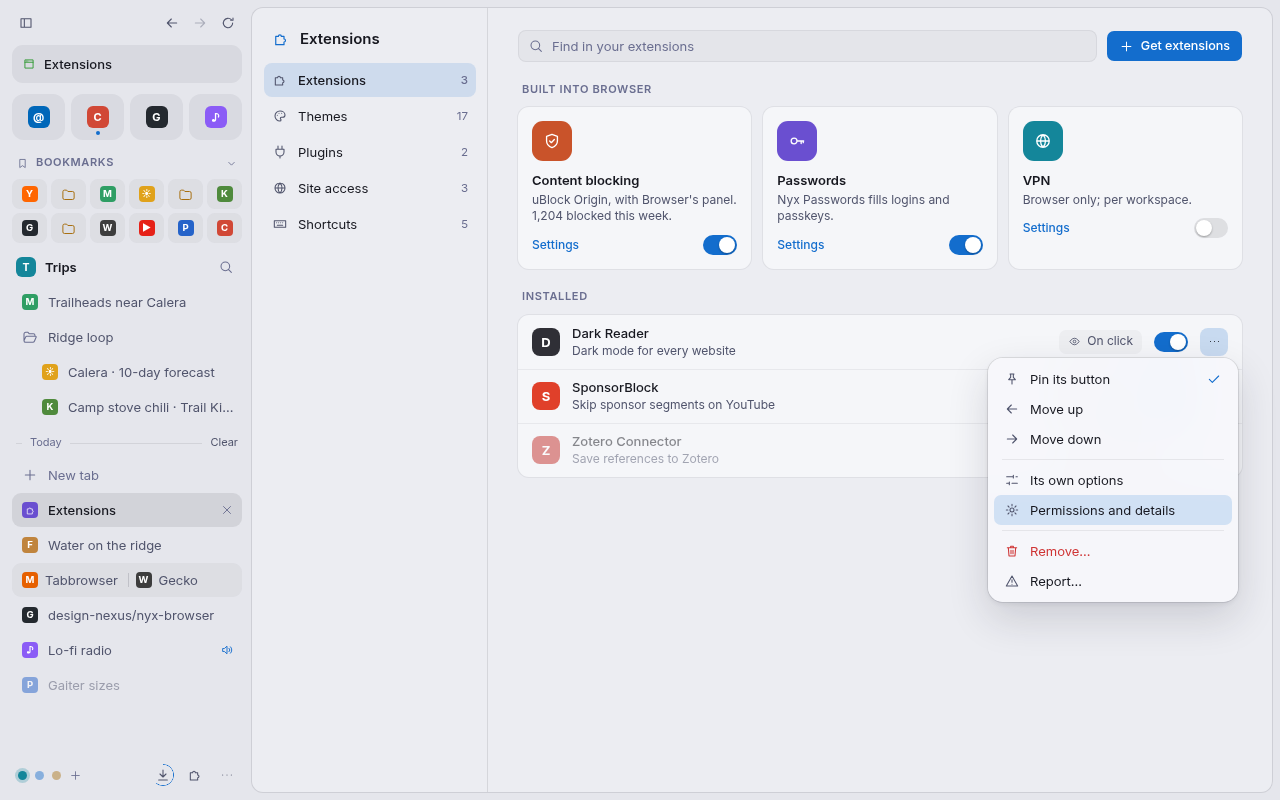 Extensions
@
C
G
BOOKMARKS
Y
M
K
G
W
P
C
T
Trips
M
Trailheads near Calera
Ridge loop
Calera · 10-day forecast
K
Camp stove chili · Trail Ki...
Today
Clear
New tab
Extensions
F
Water on the ridge
M
Tabbrowser
W
Gecko
G
design-nexus/nyx-browser
Lo-fi radio
P
Gaiter sizes
Extensions
Extensions
3
Themes
17
Plugins
2
Site access
3
Shortcuts
5
Find in your extensions
Get extensions
BUILT INTO BROWSER
Content blocking
uBlock Origin, with Browser's panel.
1,204 blocked this week.
Settings
Passwords
Nyx Passwords fills logins and
passkeys.
Settings
VPN
Browser only; per workspace.
Settings
INSTALLED
D
Dark Reader
Dark mode for every website
On click
S
SponsorBlock
Skip sponsor segments on YouTube
Z
Zotero Connector
Save references to Zotero
Pin its button
Move up
Move down
Its own options
Permissions and details
Remove...
Report...